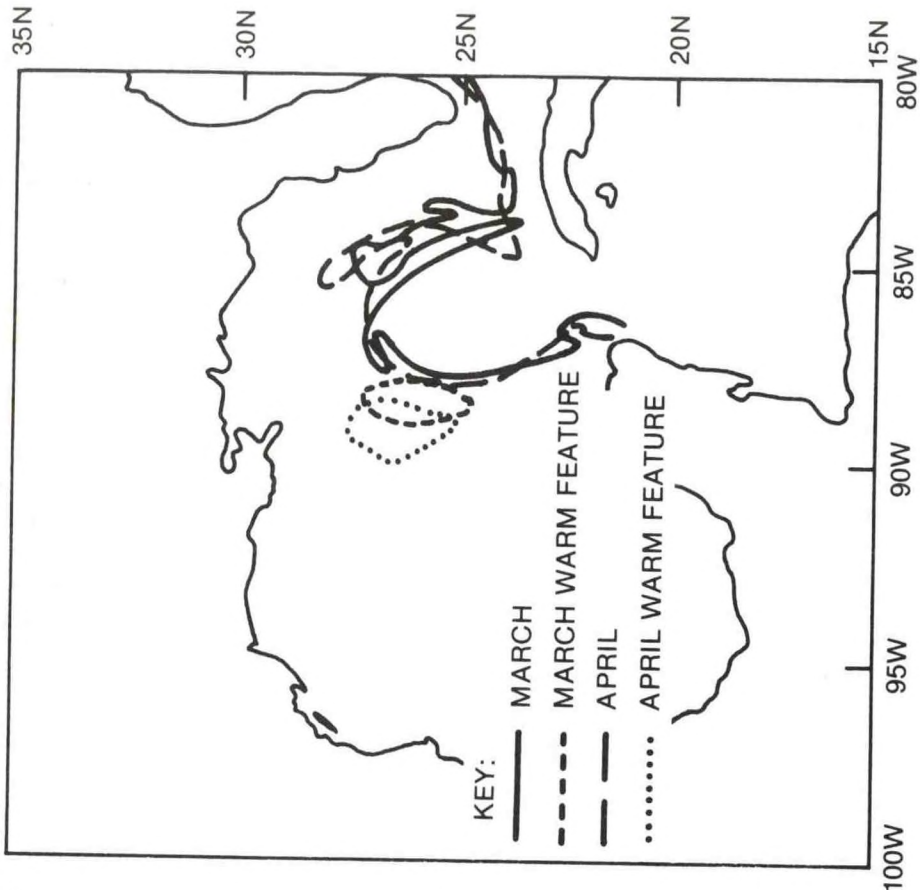 35N
30N
25N
20N
15N
80W
85W
90W
95W
100W
KEY:
MARCH
MARCH WARM FEATURE
APRIL
APRIL WARM FEATURE